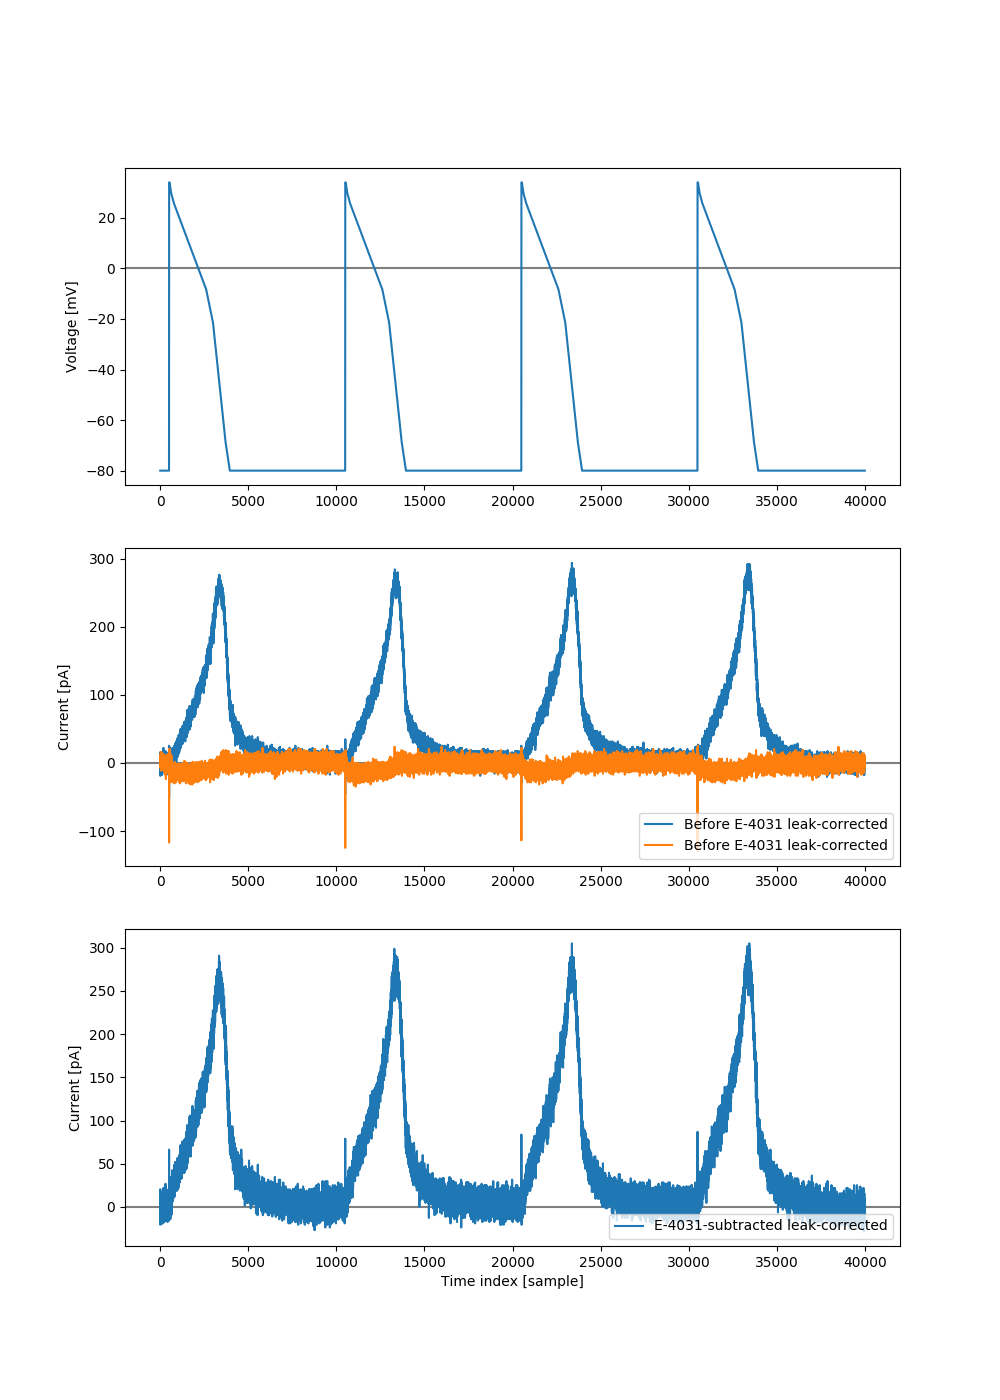 20
0
−20
−40
−60
−80
Voltage [mV]
0 5000 10000 15000 20000 25000 30000 35000 40000
300
200
100
0
−100
Current [pA]
Before E-4031 leak-corrected
Before E-4031 leak-corrected
0 5000 10000 15000 20000 25000 30000 35000 40000
300
250
200
150
100
50
0
Current [pA]
E-4031-subtracted leak-corrected
0 5000 10000 15000 20000 25000 30000 35000 40000
Time index [sample]